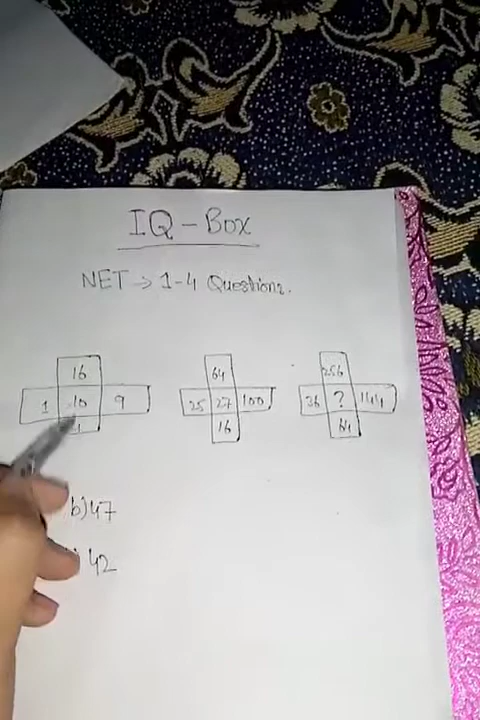 IQ - Box
NET → 1-4 Questions.
16 64 256
1 10 9 25 27 100 36 ? 144
16 64
b) 47
42